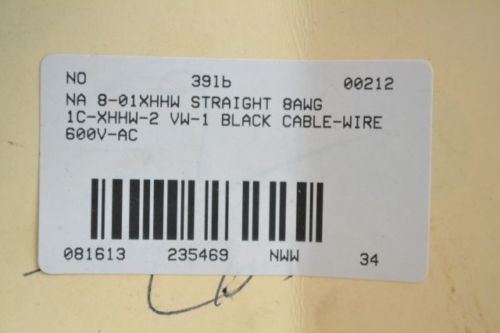 NO 39lb 00212
NA 8-01XHHW STRAIGHT 8AWG
1C-XHHW-2 VW-1 BLACK CABLE-WIRE
600V-AC
081613 235469 NWW 34